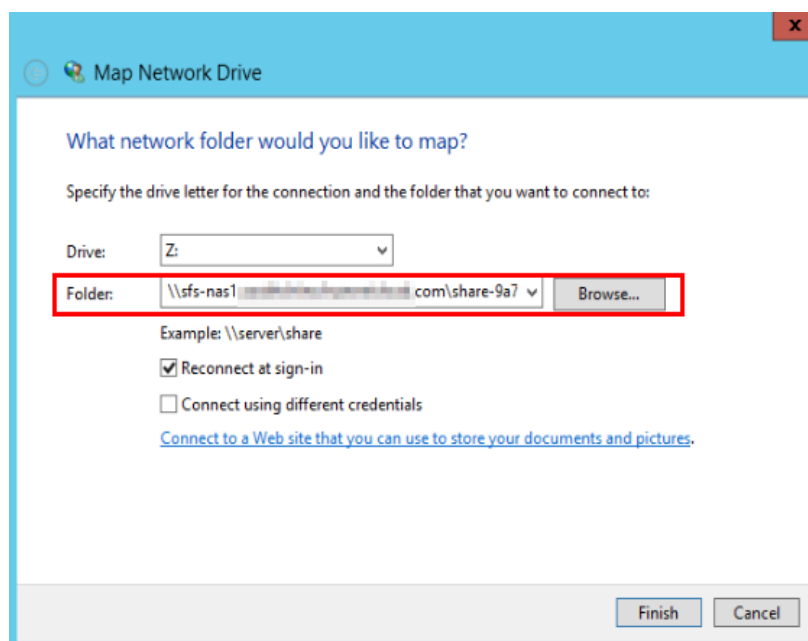 x
Map Network Drive
What network folder would you like to map?
Specify the drive letter for the connection and the folder that you want to connect to:
Drive: Z:
Folder: \\sfs-nas1 com\share-9a7 Browse...
Example: \\server\share
Reconnect at sign-in
Connect using different credentials
Connect to a Web site that you can use to store your documents and pictures.
Finish Cancel